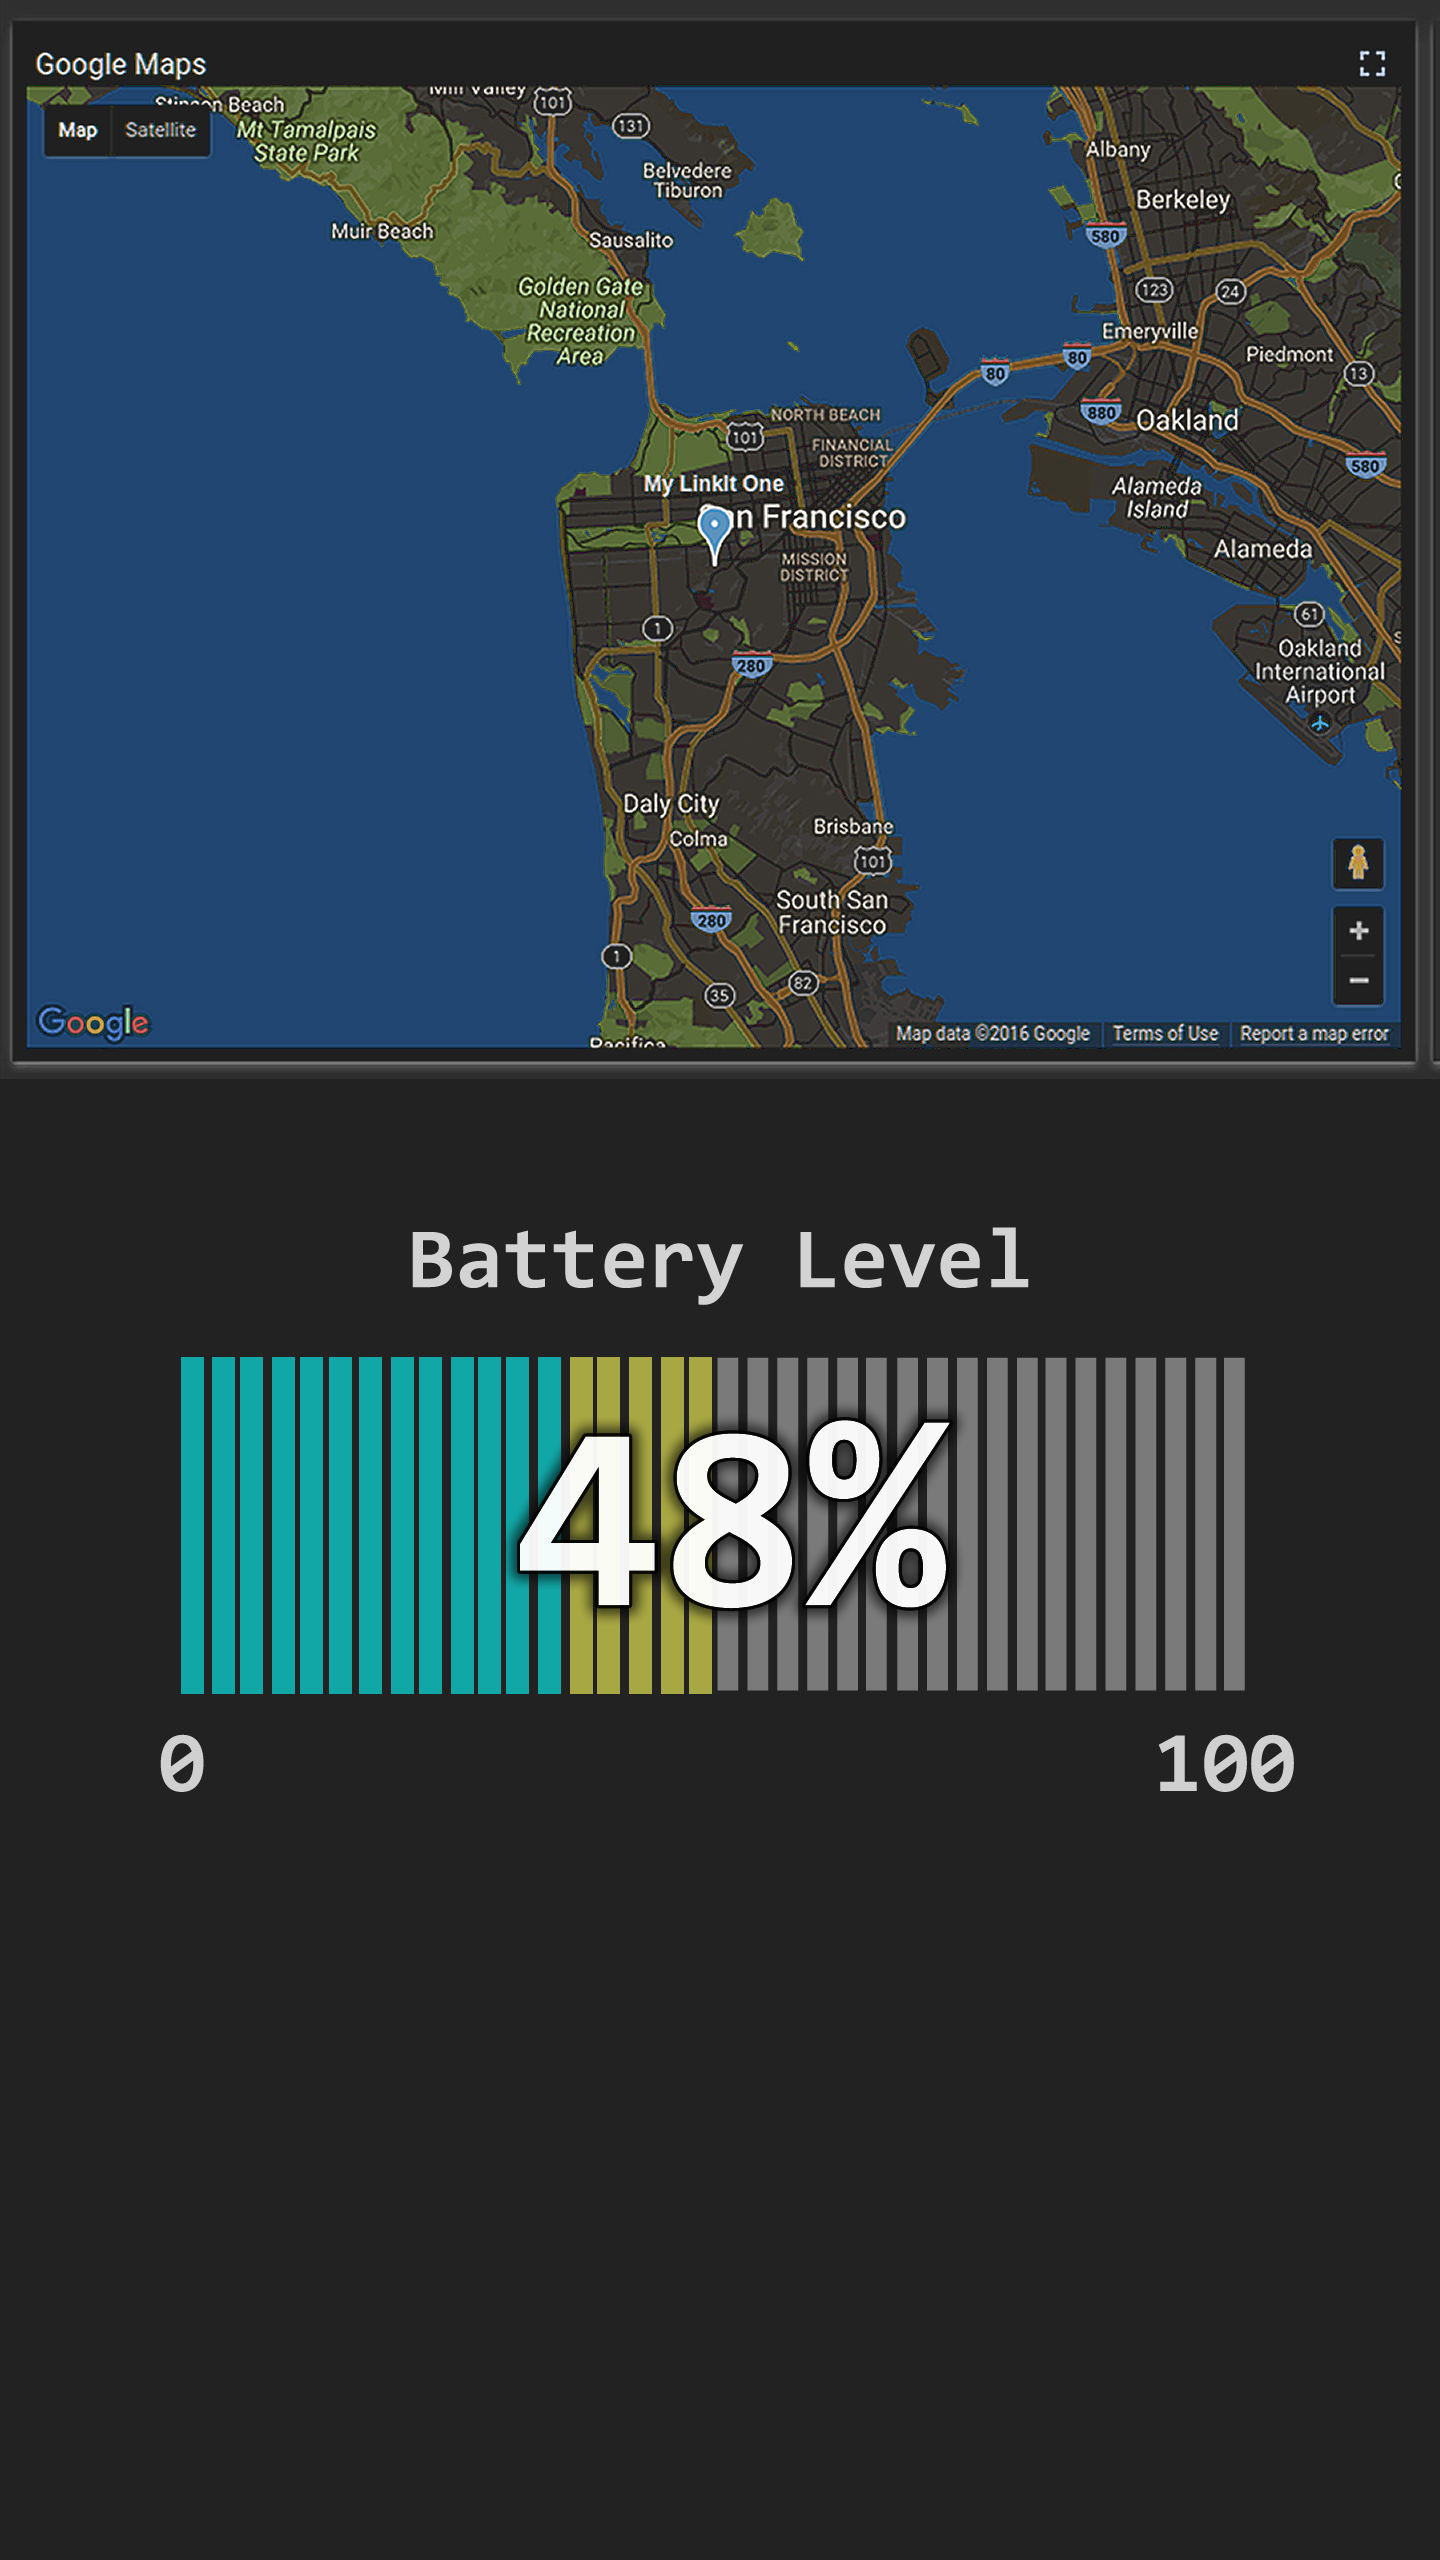 Google Maps
Map Satellite
Stinson Beach
Mt Tamalpais
State Park
Mill Valley
101
131
Belvedere
Tiburon
Albany
Berkeley
Muir Beach
Sausalito
580
Golden Gate
National
Recreation
Area
123
24
Emeryville
80
80
Piedmont
13
880
Oakland
NORTH BEACH
101
FINANCIAL
DISTRICT
580
My LinkIt One
San Francisco
Alameda
Island
Alameda
MISSION
DISTRICT
1
61
280
Oakland
International
Airport
Daly City
Colma
Brisbane
101
South San
Francisco
280
1
35
82
Pacifica
Google
Map data ©2016 Google Terms of Use Report a map error
+
−
Battery Level
48%
0 100